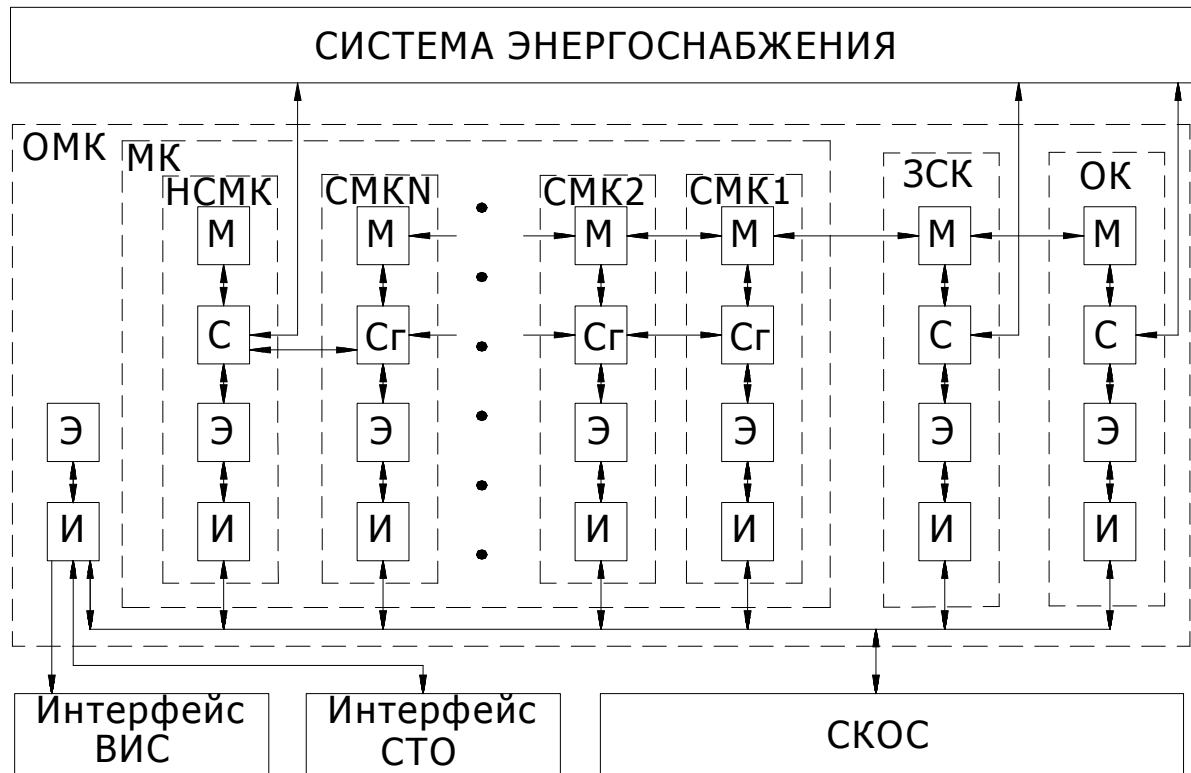 СИСТЕМА ЭНЕРГОСНАБЖЕНИЯ
ОМК
МК
НСМК
СМКN
СМК2
СМК1
ЗСК
ОК
М
М
М
М
М
М
С
Сг
Сг
Сг
С
С
Э
Э
Э
Э
Э
Э
Э
И
И
И
И
И
И
И
Интерфейс
ВИС
Интерфейс
СТО
СКОС